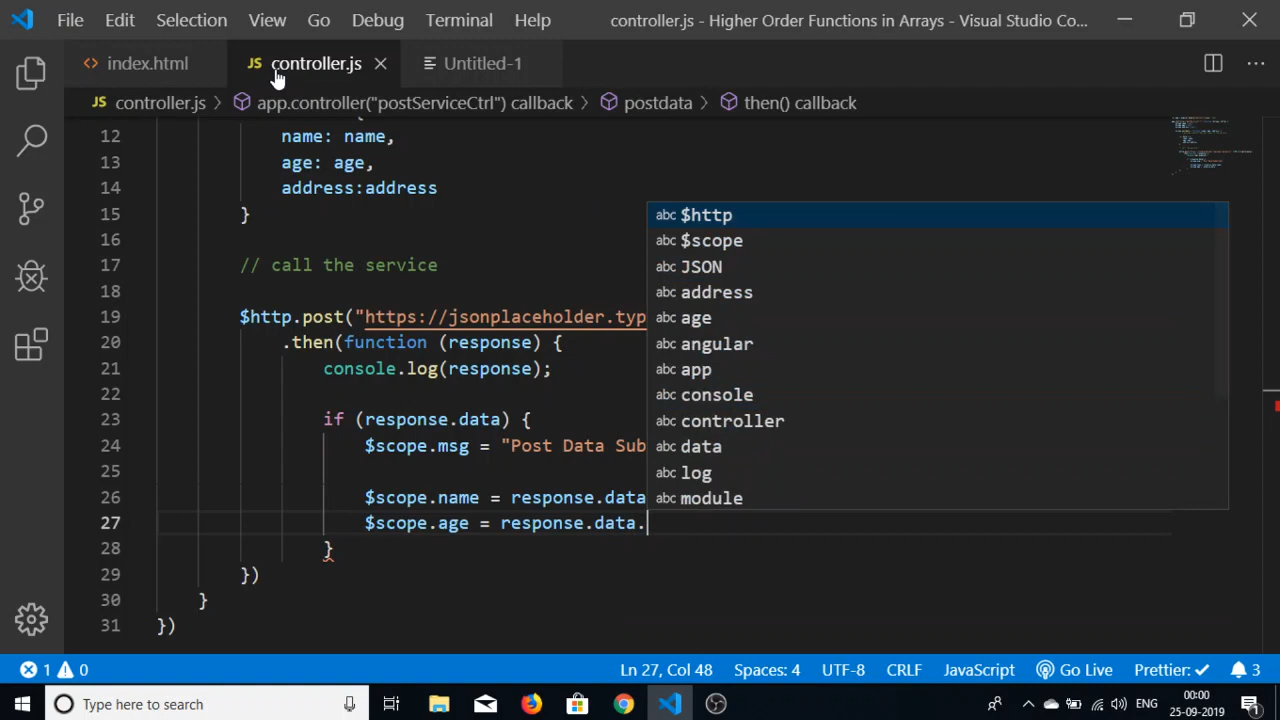 File Edit Selection View Go Debug Terminal Help controller.js - Higher Order Functions in Arrays - Visual Studio Co...
index.html JS controller.js Untitled-1
JS controller.js > app.controller("postServiceCtrl") callback > postdata > then() callback
12 name: name,
13 age: age,
14 address:address
15 }
16
17 // call the service
18
19 $http.post("https://jsonplaceholder.typ
20 .then(function (response) {
21 console.log(response);
22
23 if (response.data) {
24 $scope.msg = "Post Data Sub
25
26 $scope.name = response.data
27 $scope.age = response.data.
28 }
29 })
30 }
31 })
abc $http
abc $scope
abc JSON
abc address
abc age
abc angular
abc app
abc console
abc controller
abc data
abc log
abc module
1 0 Ln 27, Col 48 Spaces: 4 UTF-8 CRLF JavaScript Go Live Prettier: 3
Type here to search ENG 00:00
25-09-2019 1